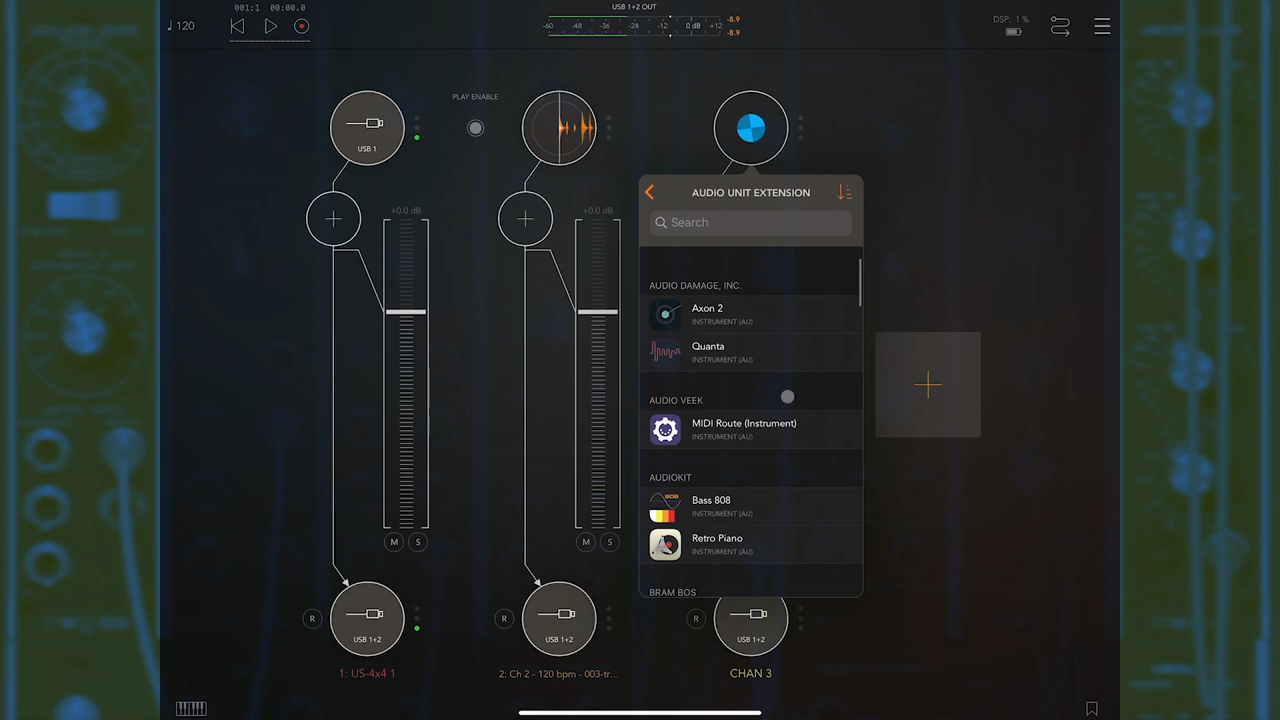 001:1 00:00.0
120
USB 1+2 OUT
-60 -48 -36 -24 -12 0 dB +12
-8.9
-8.9
DSP: 1 %
PLAY ENABLE
USB 1
+0.0 dB
+0.0 dB
AUDIO UNIT EXTENSION
Search
AUDIO DAMAGE, INC.
Axon 2
INSTRUMENT (AU)
Quanta
INSTRUMENT (AU)
AUDIO VEEK
MIDI Route (Instrument)
INSTRUMENT (AU)
AUDIOKIT
808
Bass 808
INSTRUMENT (AU)
Retro Piano
INSTRUMENT (AU)
BRAM BOS
M S
M S
R
USB 1+2
R
USB 1+2
R
USB 1+2
1: US-4x4 1
2: Ch 2 - 120 bpm - 003-tr...
CHAN 3